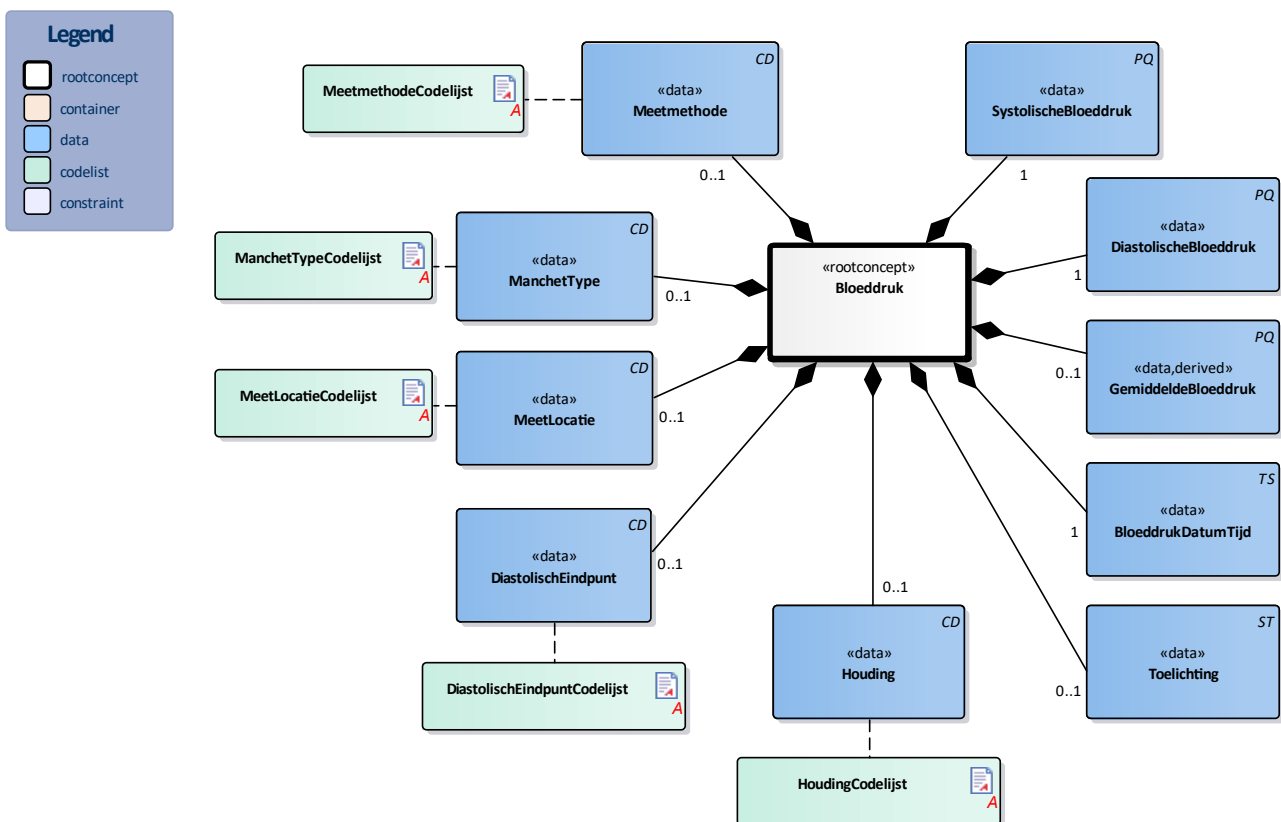 Legend
rootconcept
container
data
codelist
constraint
MeetmethodeCodelijst
A
CD
«data»
Meetmethode
0..1
PQ
«data»
SystolischeBloeddruk
1
PQ
«data»
DiastolischeBloeddruk
1
ManchetTypeCodelijst
A
CD
«data»
ManchetType
0..1
«rootconcept»
Bloeddruk
PQ
«data,derived»
GemiddeldeBloeddruk
0..1
MeetLocatieCodelijst
A
CD
«data»
MeetLocatie
0..1
TS
«data»
BloeddrukDatumTijd
1
CD
«data»
DiastolischEindpunt
0..1
DiastolischEindpuntCodelijst
A
0..1
CD
«data»
Houding
ST
«data»
Toelichting
0..1
HoudingCodelijst
A